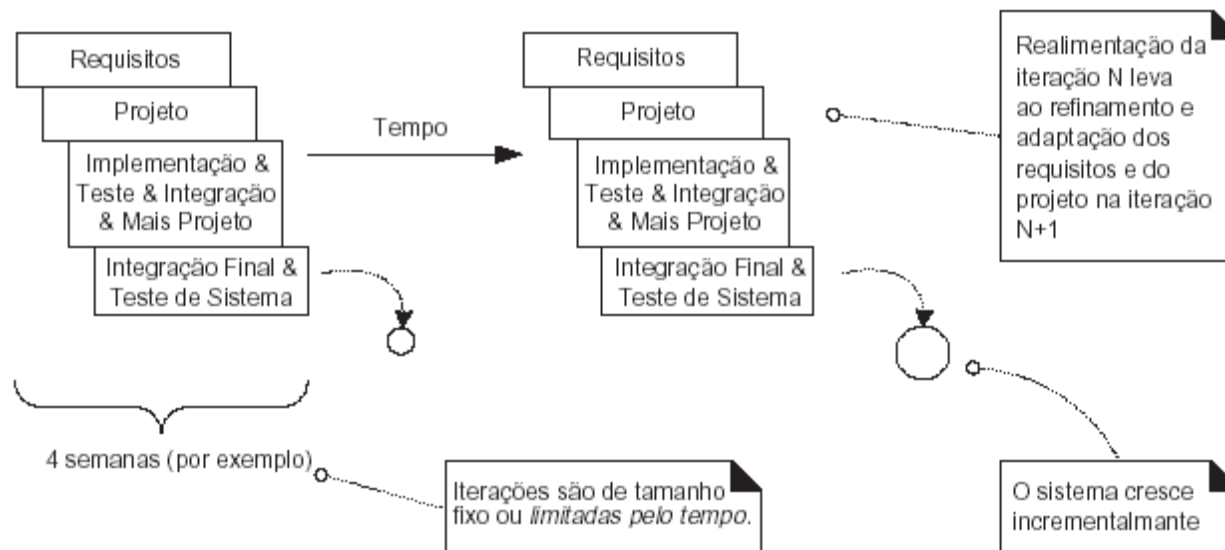 Requisitos
Projeto
Implementação &
Teste & Integração
& Mais Projeto
Integração Final &
Teste de Sistema
Tempo
Requisitos
Projeto
Implementação &
Teste & Integração
& Mais Projeto
Integração Final &
Teste de Sistema
Realimentação da
iteração N leva
ao refinamento e
adaptação dos
requisitos e do
projeto na iteração
N+1
4 semanas (por exemplo)
Iterações são de tamanho
fixo ou limitadas pelo tempo.
O sistema cresce
incrementalmante